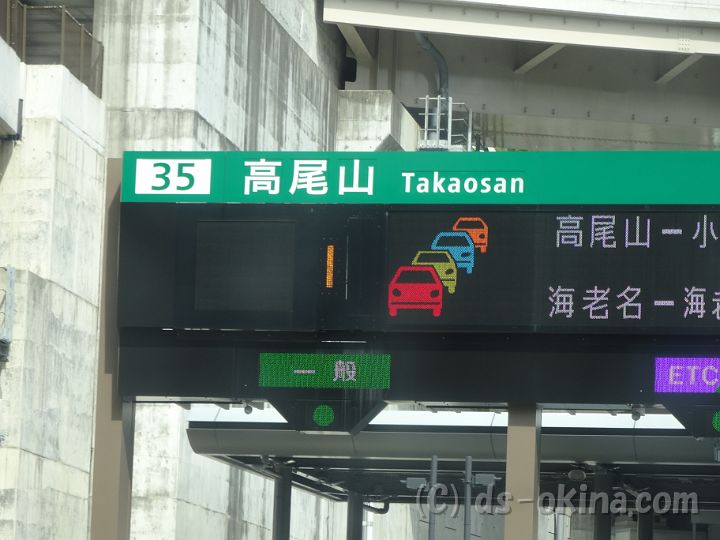 35 高尾山 Takaosan
高尾山ー小
海老名ー海老
一般 ETC
(C) ds-okina.com